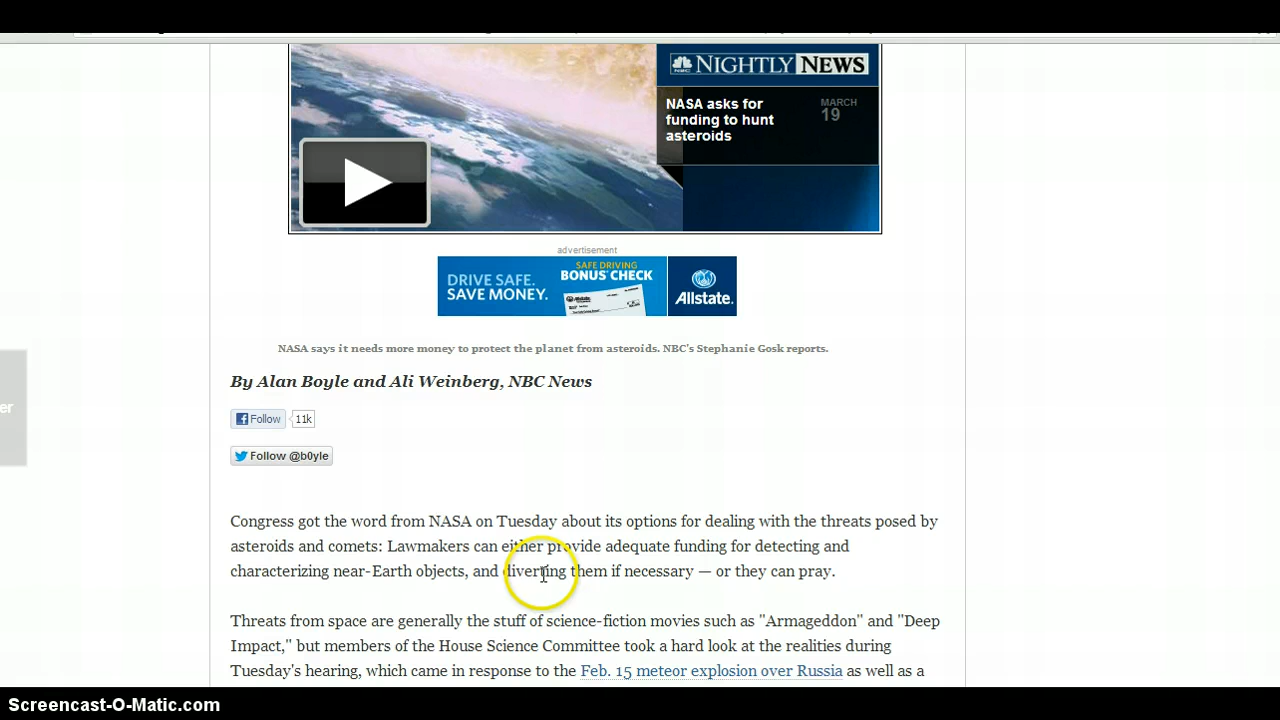 NIGHTLY NEWS
NBC
NASA asks for
funding to hunt
asteroids
MARCH
19
advertisement
DRIVE SAFE.
SAVE MONEY.
SAFE DRIVING
BONUS CHECK
Allstate.
NASA says it needs more money to protect the planet from asteroids. NBC's Stephanie Gosk reports.
By Alan Boyle and Ali Weinberg, NBC News
Follow 11k
Follow @b0yle
er
Congress got the word from NASA on Tuesday about its options for dealing with the threats posed by
asteroids and comets: Lawmakers can either provide adequate funding for detecting and
characterizing near-Earth objects, and diverting them if necessary — or they can pray.
Threats from space are generally the stuff of science-fiction movies such as "Armageddon" and "Deep
Impact," but members of the House Science Committee took a hard look at the realities during
Tuesday's hearing, which came in response to the Feb. 15 meteor explosion over Russia as well as a
Screencast-O-Matic.com